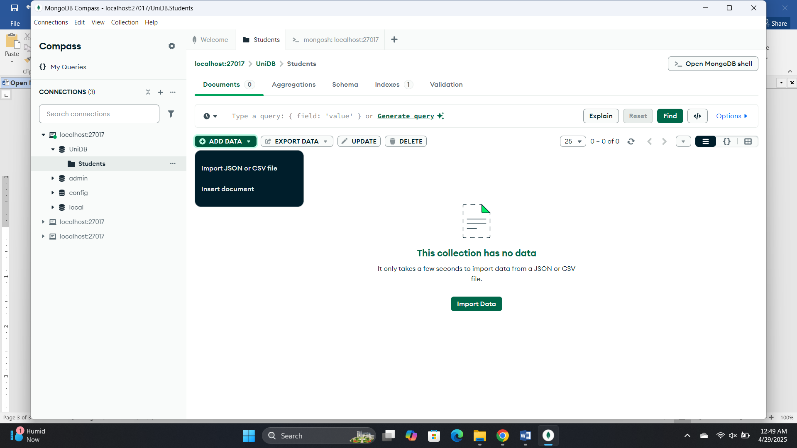 MongoDB Compass - localhost:27017/UniDB.Students
File
Share
Connections Edit View Collection Help
Paste
Compass
Welcome
Students
mongosh: localhost:27017
{} My Queries
localhost:27017 > UniDB > Students
Open MongoDB shell
CONNECTIONS (3)
Documents 0 Aggregations Schema Indexes 1 Validation
Search connections
Type a query: { field: 'value' } or Generate query
Explain Reset Find </> Options
localhost:27017
UniDB
Students
admin
config
local
localhost:27017
localhost:27017
ADD DATA EXPORT DATA UPDATE DELETE
25 0 – 0 of 0
{}
Import JSON or CSV file
Insert document
This collection has no data
It only takes a few seconds to import data from a JSON or CSV
file.
Import Data
100%
1
Humid
Now
Search
12:49 AM
4/29/2025